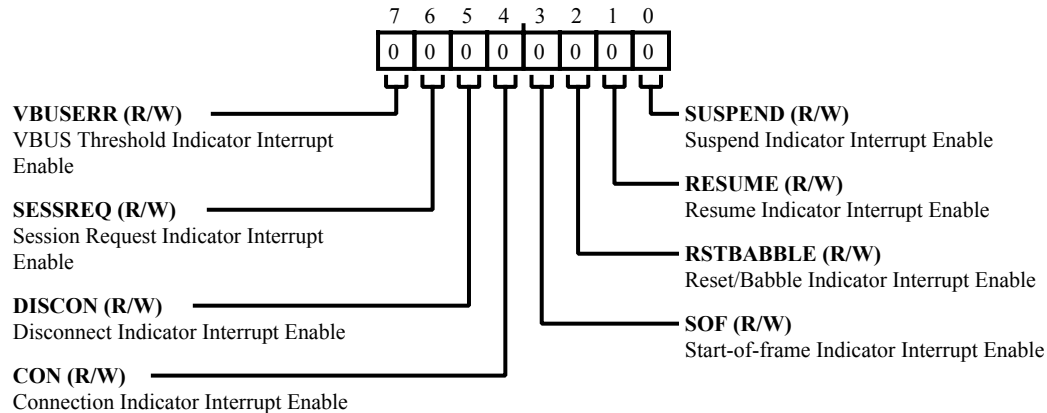 7 6 5 4 3 2 1 0
0 0 0 0 0 0 0 0
VBUSERR (R/W)
VBUS Threshold Indicator Interrupt
Enable
SESSREQ (R/W)
Session Request Indicator Interrupt
Enable
DISCON (R/W)
Disconnect Indicator Interrupt Enable
CON (R/W)
Connection Indicator Interrupt Enable
SUSPEND (R/W)
Suspend Indicator Interrupt Enable
RESUME (R/W)
Resume Indicator Interrupt Enable
RSTBABBLE (R/W)
Reset/Babble Indicator Interrupt Enable
SOF (R/W)
Start-of-frame Indicator Interrupt Enable